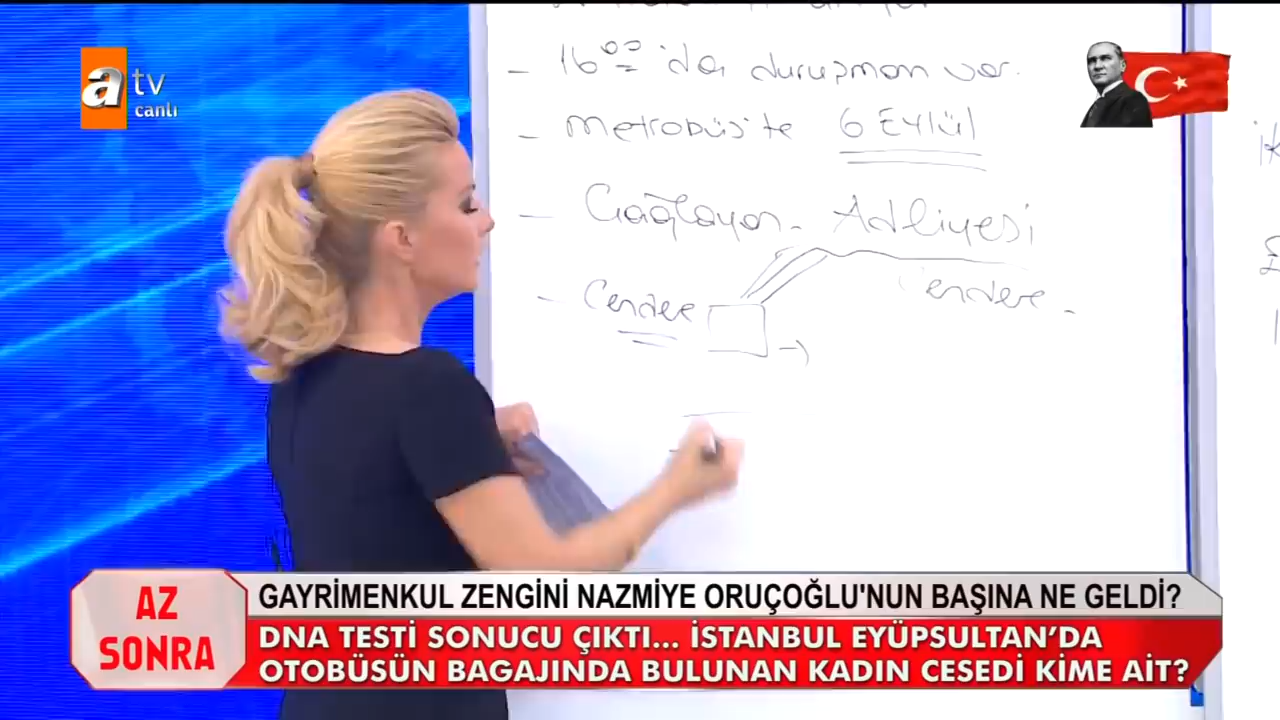 a tv
canlı
- 16⁰⁰'da duruşman var.
- Metrobüs'te 6 Eylül
- Çağlayan. Adliyesi
- Cendere
Cendere.
AZ SONRA
GAYRİMENKUL ZENGİNİ NAZMİYE ORUÇOĞLU'NUN BAŞINA NE GELDİ?
DNA TESTİ SONUCU ÇIKTI... İSTANBUL EYÜPSULTAN'DA
OTOBÜSÜN BAGAJINDA BULUNAN KADIN CESEDİ KİME AİT?